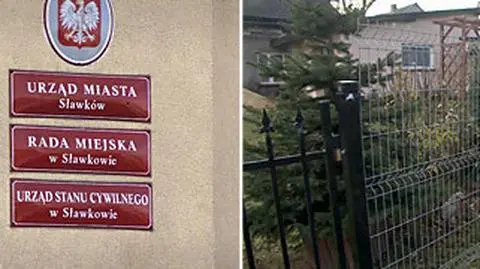 URZĄD MIASTA
Sławków
RADA MIEJSKA
w Sławkowie
URZĄD STANU CYWILNEGO
w Sławkowie